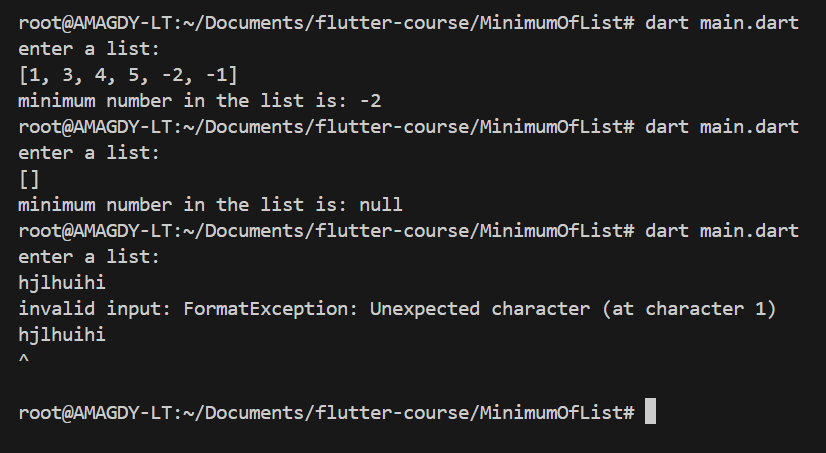 root@AMAGDY-LT:~/Documents/flutter-course/MinimumOfList# dart main.dart
enter a list:
[1, 3, 4, 5, -2, -1]
minimum number in the list is: -2
root@AMAGDY-LT:~/Documents/flutter-course/MinimumOfList# dart main.dart
enter a list:
[]
minimum number in the list is: null
root@AMAGDY-LT:~/Documents/flutter-course/MinimumOfList# dart main.dart
enter a list:
hjlhuihi
invalid input: FormatException: Unexpected character (at character 1)
hjlhuihi
^
root@AMAGDY-LT:~/Documents/flutter-course/MinimumOfList#